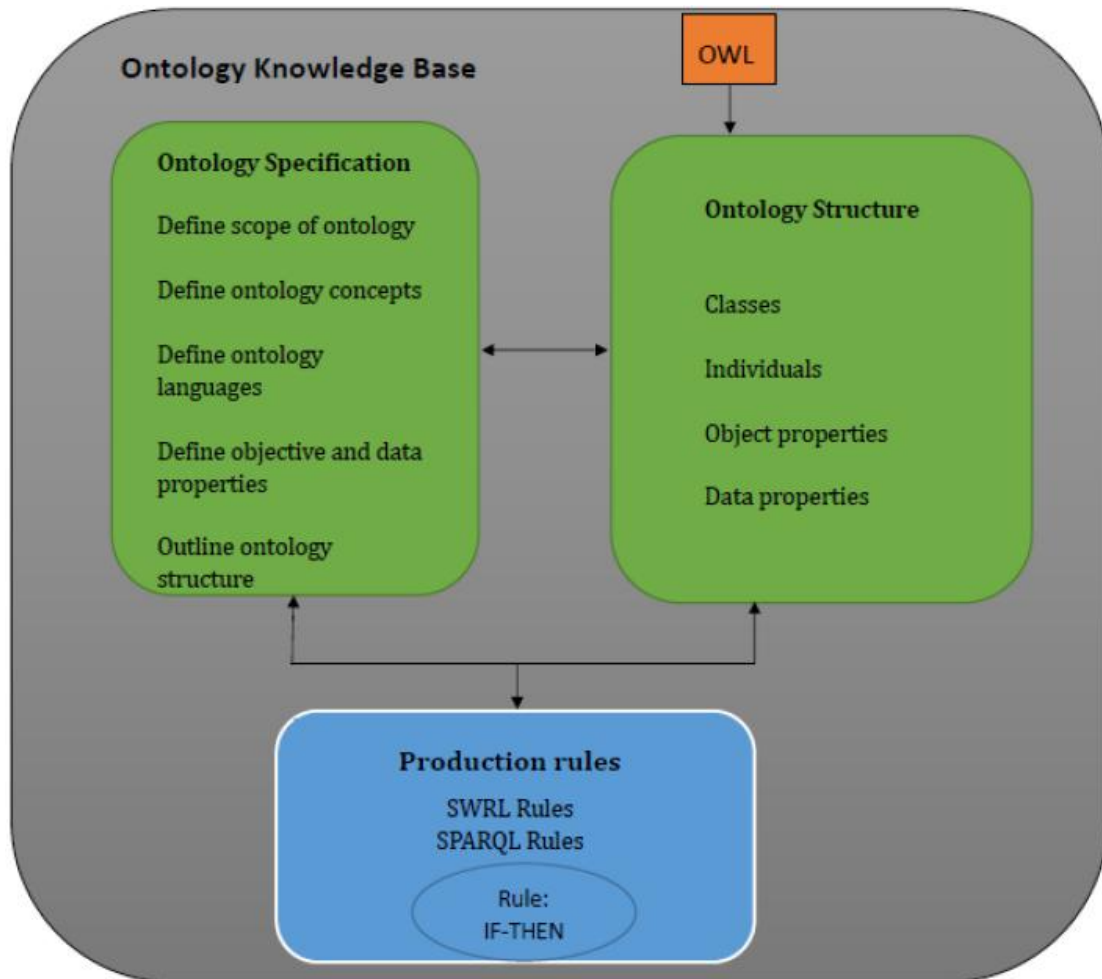 Ontology Knowledge Base
OWL
Ontology Specification
Define scope of ontology
Define ontology concepts
Define ontology
languages
Define objective and data
properties
Outline ontology
structure
Ontology Structure
Classes
Individuals
Object properties
Data properties
Production rules
SWRL Rules
SPARQL Rules
Rule:
IF-THEN